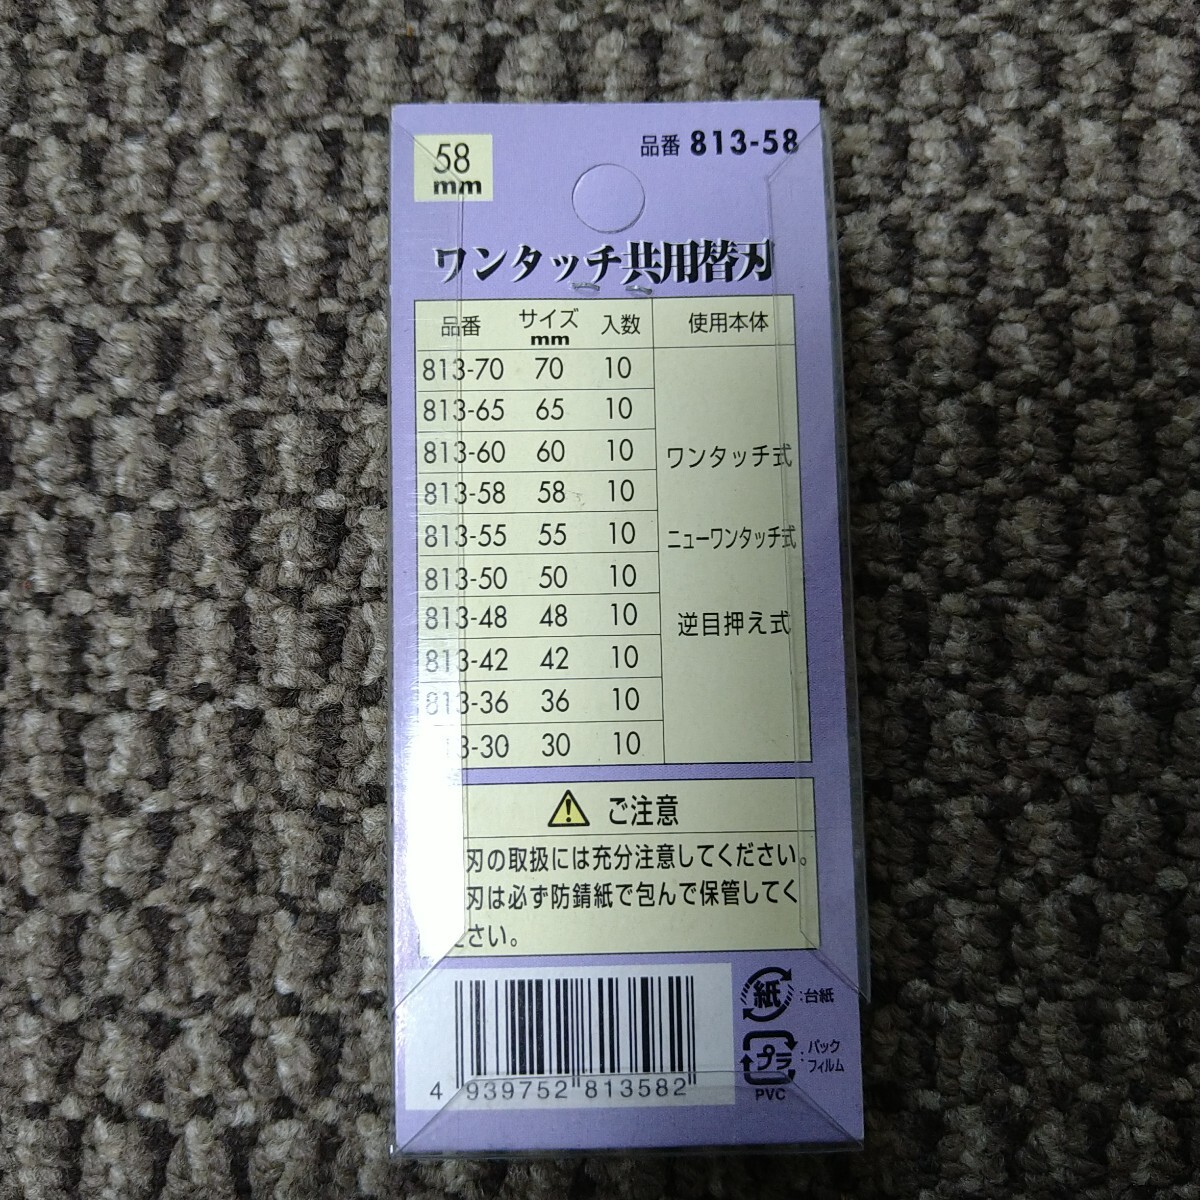 58
mm
品番 813-58
ワンタッチ共用替刃
品番 サイズmm 入数 使用本体
813-70 70 10
813-65 65 10
813-60 60 10
813-58 58 10
813-55 55 10
813-50 50 10
813-48 48 10
813-42 42 10
813-36 36 10
3-30 30 10
ワンタッチ式
ニューワンタッチ式
逆目押え式
ご注意
刃の取扱には充分注意してください。
刃は必ず防錆紙で包んで保管してく
ださい。
紙 :台紙
プラ :パック
フィルム
PVC
4 939752 813582